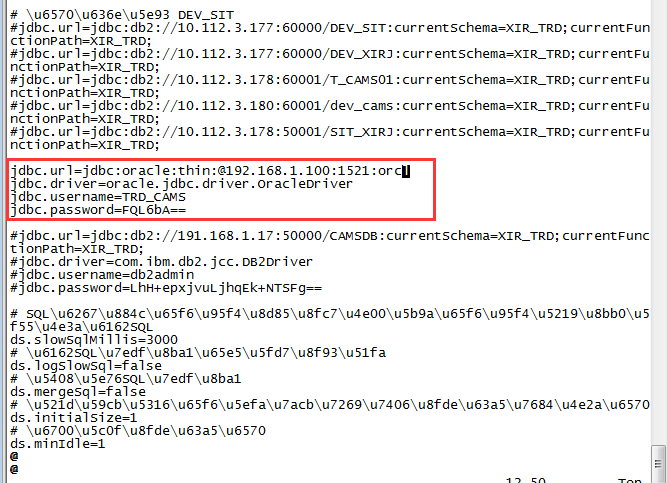 # \u6570\u636e\u5e93 DEV_SIT
#jdbc.url=jdbc:db2://10.112.3.177:60000/DEV_SIT:currentSchema=XIR_TRD;currentFu
nctionPath=XIR_TRD;
#jdbc.url=jdbc:db2://10.112.3.177:60000/DEV_XIRJ:currentSchema=XIR_TRD;currentFu
nctionPath=XIR_TRD;
#jdbc.url=jdbc:db2://10.112.3.178:60001/T_CAMS01:currentSchema=XIR_TRD;currentFu
nctionPath=XIR_TRD;
#jdbc.url=jdbc:db2://10.112.3.180:60001/dev_cams:currentSchema=XIR_TRD;currentFu
nctionPath=XIR_TRD;
#jdbc.url=jdbc:db2://10.112.3.178:50001/SIT_XIRJ:currentSchema=XIR_TRD;currentFu
nctionPath=XIR_TRD;
jdbc.url=jdbc:oracle:thin:@192.168.1.100:1521:orcl
jdbc.driver=oracle.jdbc.driver.OracleDriver
jdbc.username=TRD_CAMS
jdbc.password=FQL6bA==
#jdbc.url=jdbc:db2://191.168.1.17:50000/CAMSDB:currentSchema=XIR_TRD;currentFunc
tionPath=XIR_TRD;
#jdbc.driver=com.ibm.db2.jcc.DB2Driver
#jdbc.username=db2admin
#jdbc.password=LhH+epxjvuLjhqEk+NTSFg==
# SQL\u6267\u884c\u65f6\u95f4\u8d85\u8fc7\u4e00\u5b9a\u65f6\u95f4\u5219\u8bb0\u5
f55\u4e3a\u6162SQL
ds.slowSqlMillis=3000
# \u6162SQL\u7edf\u8ba1\u65e5\u5fd7\u8f93\u51fa
ds.logSlowSql=false
# \u5408\u5e76SQL\u7edf\u8ba1
ds.mergeSql=false
# \u521d\u59cb\u5316\u65f6\u5efa\u7acb\u7269\u7406\u8fde\u63a5\u7684\u4e2a\u6570
ds.initialSize=1
# \u6700\u5c0f\u8fde\u63a5\u6570
ds.minIdle=1
@
@
12,50 Top